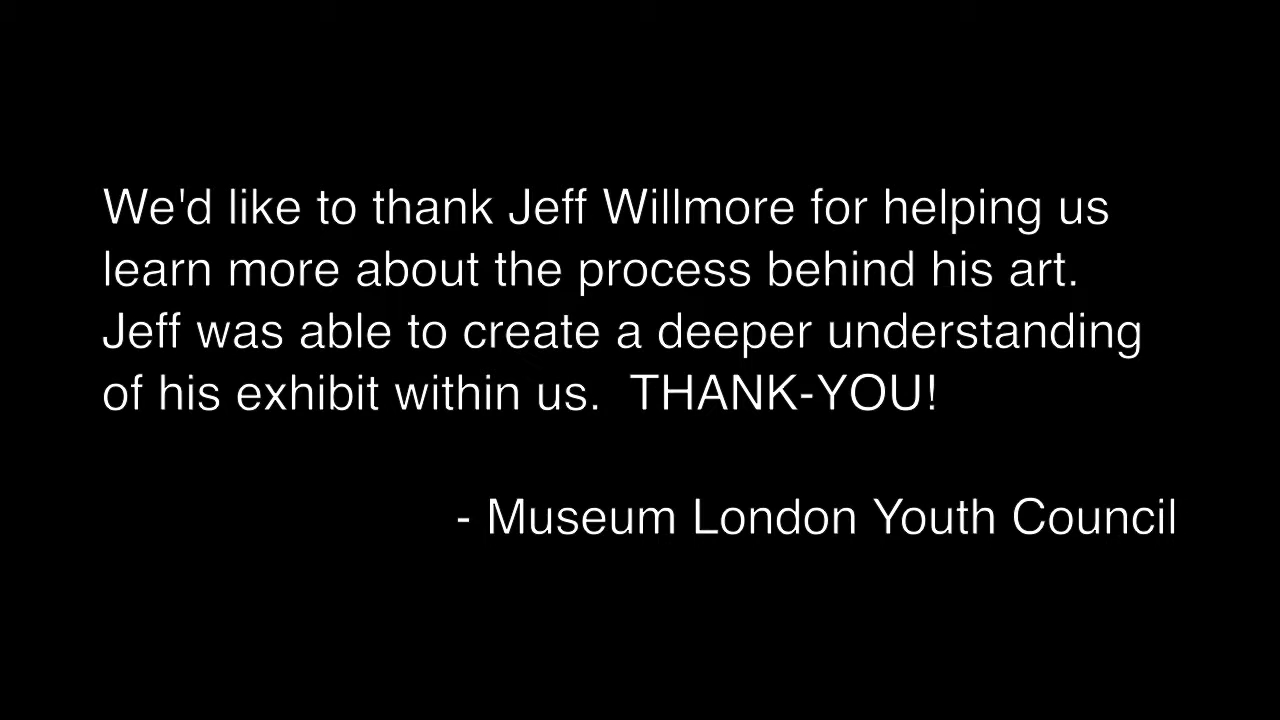 We'd like to thank Jeff Willmore for helping us
learn more about the process behind his art.
Jeff was able to create a deeper understanding
of his exhibit within us.  THANK-YOU!
- Museum London Youth Council